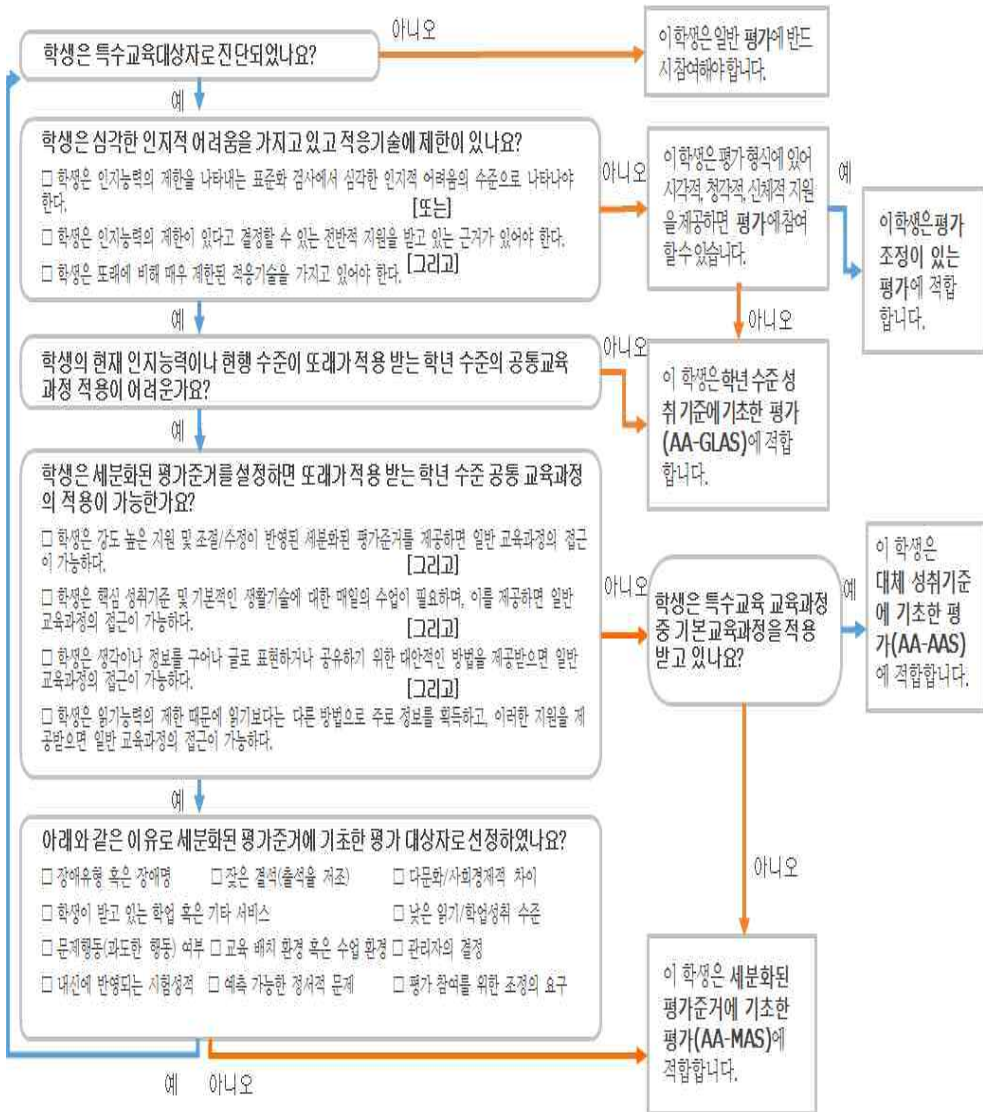 아니오
학생은 특수교육대상자로 진단되었나요?
이 학생은 일반 평가에 반드
시 참여해야 합니다.
예
학생은 심각한 인지적 어려움을 가지고 있고 적응기술에 제한이 있나요?
□ 학생은 인지능력의 제한을 나타내는 표준화 검사에서 심각한 인지적 어려움의 수준으로 나타나야
한다.
[또는]
□ 학생은 인지능력의 제한이 있다고 결정할 수 있는 전반적 지원을 받고 있는 근거가 있어야 한다.
[그리고]
□ 학생은 또래에 비해 매우 제한된 적응기술을 가지고 있어야 한다.
아니오
이 학생은 평가 형식에 있어
시각적, 청각적, 신체적 지원
을 제공하면 평가에 참여
할 수 있습니다.
예
이 학생은 평가
조정이 있는
평가에 적합
합니다.
예
아니오
아니오
학생의 현재 인지능력이나 현행 수준이 또래가 적용 받는 학년 수준의 공통교육
과정 적용이 어려운가요?
이 학생은 학년 수준 성
취 기준에 기초한 평가
(AA-GLAS)에 적합
합니다.
예
학생은 세분화된 평가준거를 설정하면 또래가 적용 받는 학년 수준 공통 교육과정
의 적용이 가능한가요?
□ 학생은 강도 높은 지원 및 조절/수정이 반영된 세분화된 평가준거를 제공하면 일반 교육과정의 접근
이 가능하다.
[그리고]
□ 학생은 핵심 성취기준 및 기본적인 생활기술에 대한 매일의 수업이 필요하며, 이를 제공하면 일반
교육과정의 접근이 가능하다.
[그리고]
□ 학생은 생각이나 정보를 구어나 글로 표현하거나 공유하기 위한 대안적인 방법을 제공받으면 일반
교육과정의 접근이 가능하다.
[그리고]
□ 학생은 읽기능력의 제한 때문에 읽기보다는 다른 방법으로 주로 정보를 획득하고, 이러한 지원을 제
공받으면 일반 교육과정의 접근이 가능하다.
아니오
학생은 특수교육 교육과정
중 기본교육과정을 적용
받고 있나요?
예
이 학생은
대체 성취기준
에 기초한 평
가(AA-AAS)
에 적합합니다.
예
아니오
아래와 같은 이유로 세분화된 평가준거에 기초한 평가 대상자로 선정하였나요?
□ 장애유형 혹은 장애명 □ 잦은 결석(출석율 저조) □ 다문화/사회경제적 차이
□ 학생이 받고 있는 학업 혹은 기타 서비스 □ 낮은 읽기/학업성취 수준
□ 문제행동(과도한 행동) 여부 □ 교육 배치 환경 혹은 수업 환경 □ 관리자의 결정
□ 내신에 반영되는 시험성적 □ 예측 가능한 정서적 문제 □ 평가 참여를 위한 조정의 요구
이 학생은 세분화된
평가준거에 기초한
평가(AA-MAS)에
적합합니다.
예 아니오